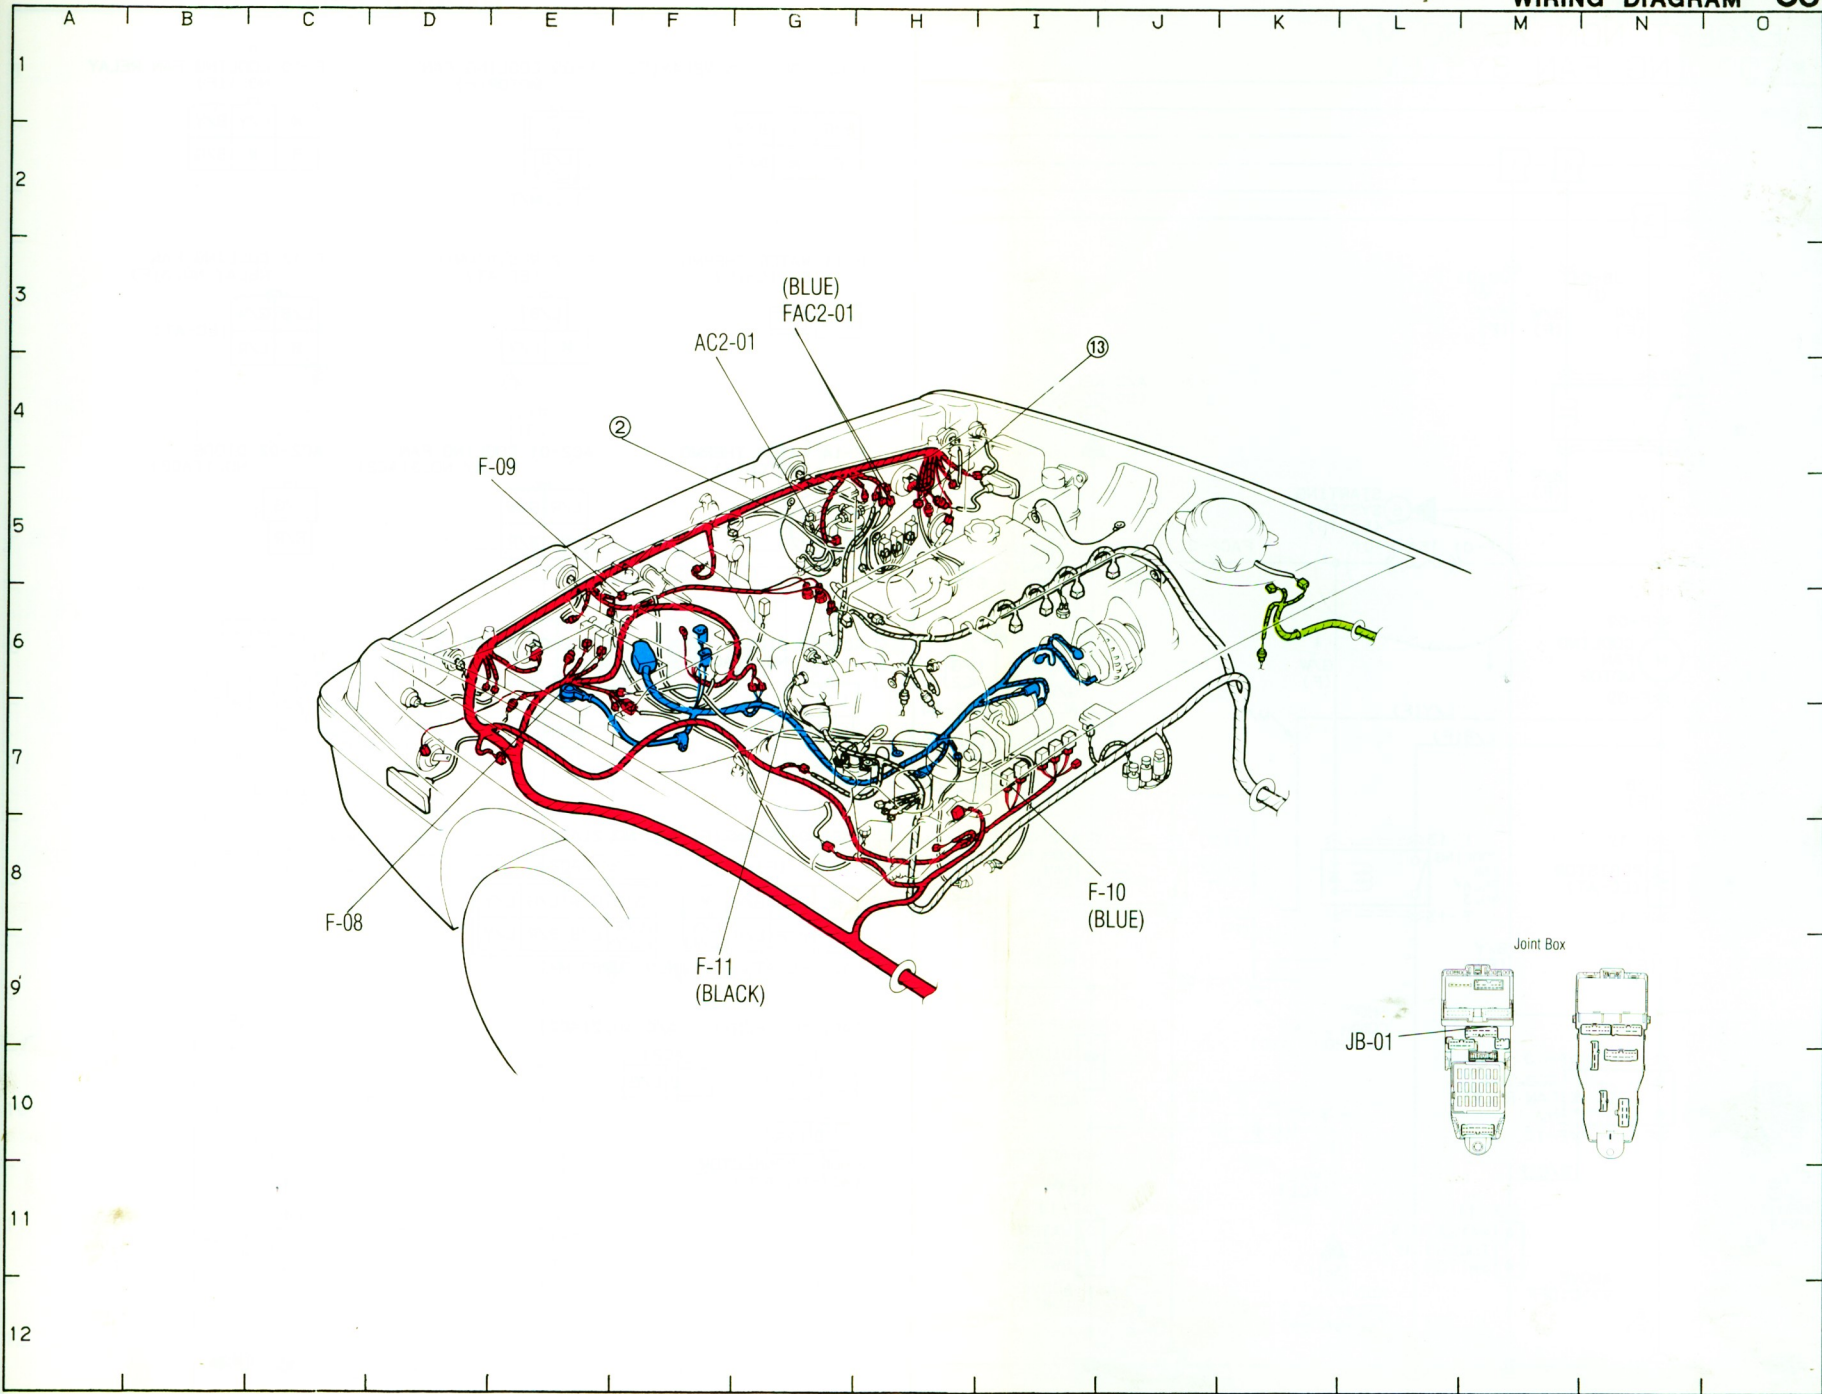 WIRING DIAGRAM
A B C D E F G H I J K L M N O
1
2
3
4
5
6
7
8
9
10
11
12
(BLUE)
FAC2-01
AC2-01
13
2
F-09
F-08
F-11
(BLACK)
F-10
(BLUE)
Joint Box
JB-01